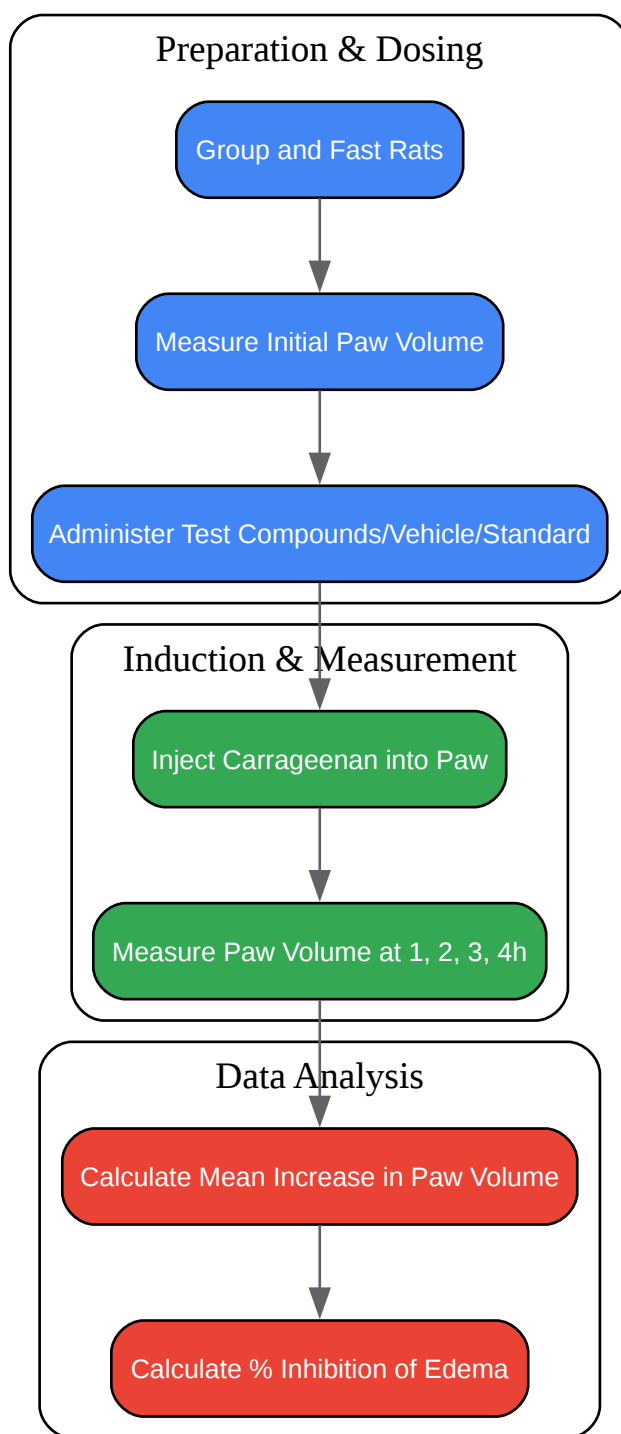 Preparation & Dosing
Group and Fast Rats
Measure Initial Paw Volume
Administer Test Compounds/Vehicle/Standard
Induction & Measurement
Inject Carrageenan into Paw
Measure Paw Volume at 1, 2, 3, 4h
Data Analysis
Calculate Mean Increase in Paw Volume
Calculate % Inhibition of Edema